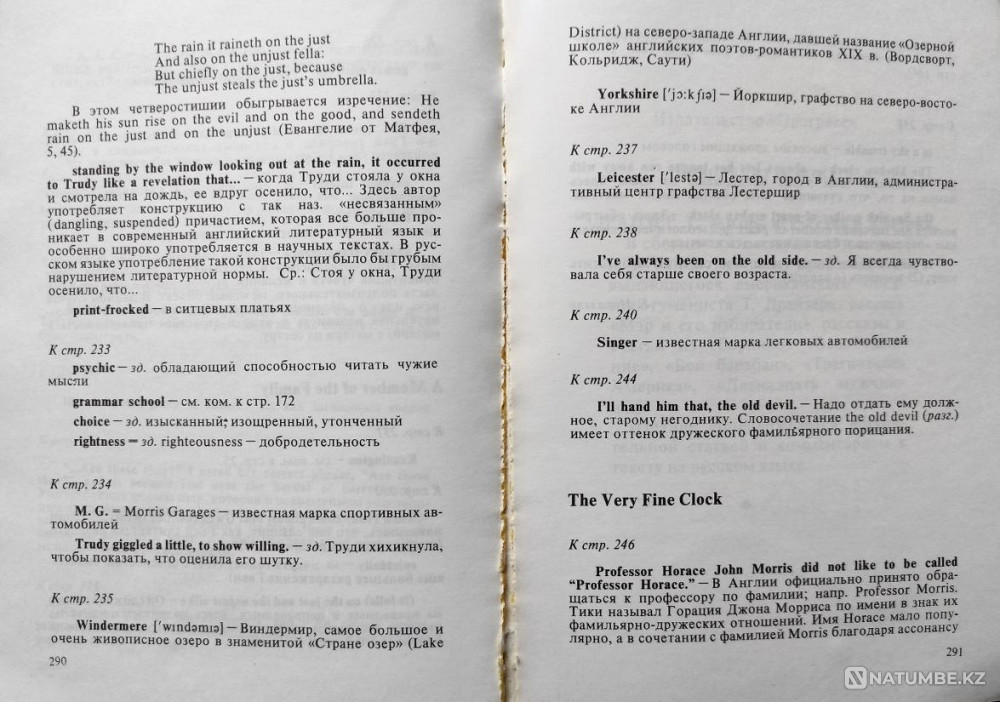 The rain it raineth on the just
And also on the unjust fella:
But chiefly on the just, because
The unjust steals the just's umbrella.
В этом четверостишии обыгрывается изречение: He
maketh his sun rise on the evil and on the good, and sendeth
rain on the just and on the unjust (Евангелие от Матфея,
5, 45).
standing by the window looking out at the rain, it occurred
to Trudy like a revelation that... — когда Труди стояла у окна
и смотрела на дождь, ее вдруг осенило, что... Здесь автор
употребляет конструкцию с так наз. «несвязанным»
(dangling, suspended) причастием, которая все больше про-
никает в современный английский литературный язык и
особенно широко употребляется в научных текстах. В рус-
ском языке употребление такой конструкции было бы грубым
нарушением литературной нормы. Ср.: Стоя у окна, Труди
осенило, что...
print-frocked — в ситцевых платьях
К стр. 233
psychic — зд. обладающий способностью читать чужие
мысли
grammar school — см. ком. к стр. 172
choice — зд. изысканный; изощренный, утонченный
rightness = зд. righteousness — добродетельность
К стр. 234
M. G. = Morris Garages — известная марка спортивных ав-
томобилей
Trudy giggled a little, to show willing. — зд. Труди хихикнула,
чтобы показать, что оценила его шутку.
К стр. 235
Windermere ['wɪndəmɪə] — Виндермир, самое большое и
очень живописное озеро в знаменитой «Стране озер» (Lake
290
District) на северо-западе Англии, давшей название «Озерной
школе» английских поэтов-романтиков XIX в. (Вордсворт,
Кольридж, Саути)
Yorkshire ['jɔ:kʃɪə] — Йоркшир, графство на северо-восто-
ке Англии
К стр. 237
Leicester ['lestə] — Лестер, город в Англии, администра-
тивный центр графства Лестершир
К стр. 238
I've always been on the old side. — зд. Я всегда чувство-
вала себя старше своего возраста.
К стр. 240
Singer — известная марка легковых автомобилей
К стр. 244
I'll hand him that, the old devil. — Надо отдать ему долж-
ное, старому негоднику. Словосочетание the old devil (разг.)
имеет оттенок дружеского фамильярного порицания.
The Very Fine Clock
К стр. 246
Professor Horace John Morris did not like to be called
"Professor Horace." — В Англии официально принято обра-
щаться к профессору по фамилии; напр. Professor Morris.
Тики называл Горация Джона Морриса по имени в знак их
фамильярно-дружеских отношений. Имя Horace мало попу-
лярно, а в сочетании с фамилией Morris благодаря ассонансу
291
NATUMBE.KZ